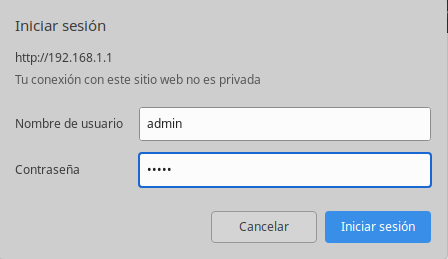 Iniciar sesión
http://192.168.1.1
Tu conexión con este sitio web no es privada
Nombre de usuario admin
Contraseña •••••
Cancelar Iniciar sesión